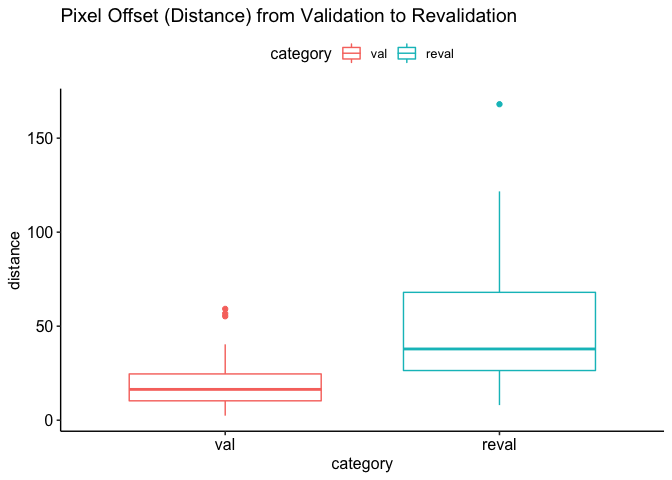 Pixel Offset (Distance) from Validation to Revalidation
category val reval
150
100
50
0
distance
val reval
category